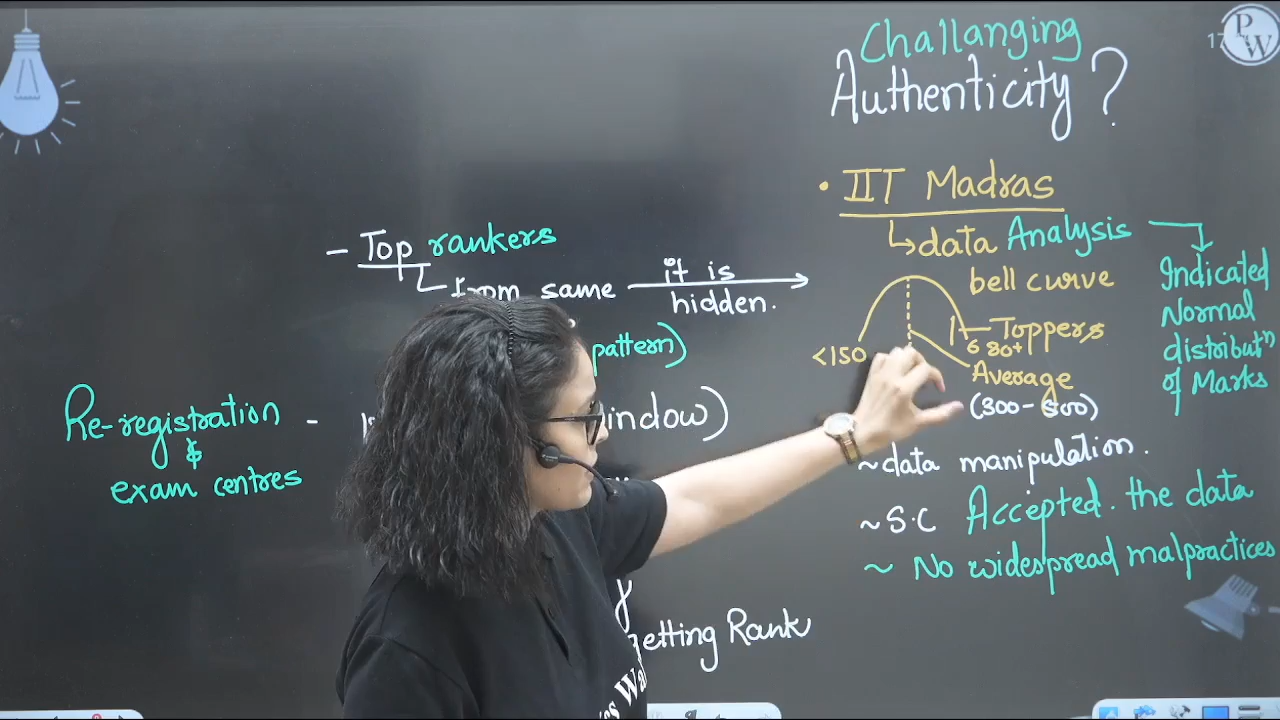 Challanging
Authenticity?
PW
• IIT Madras
data Analysis
bell curve
Indicated
Normal
distributⁿ
of Marks
<150
Toppers
680+
Average
~data manipulation.
~S.C Accepted. the data
~ No widespread malpractices
- Top rankers
from same
it is
hidden.
pattern)
Re-registration -
&
exam centres
window)
getting Rank